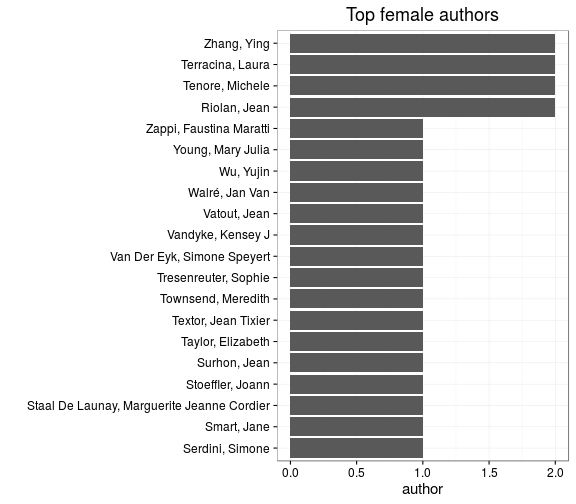 Top female authors
Zhang, Ying
Terracina, Laura
Tenore, Michele
Riolan, Jean
Zappi, Faustina Maratti
Young, Mary Julia
Wu, Yujin
Walré, Jan Van
Vatout, Jean
Vandyke, Kensey J
Van Der Eyk, Simone Speyert
Tresenreuter, Sophie
Townsend, Meredith
Textor, Jean Tixier
Taylor, Elizabeth
Surhon, Jean
Stoeffler, Joann
Staal De Launay, Marguerite Jeanne Cordier
Smart, Jane
Serdini, Simone
0.0 0.5 1.0 1.5 2.0
author